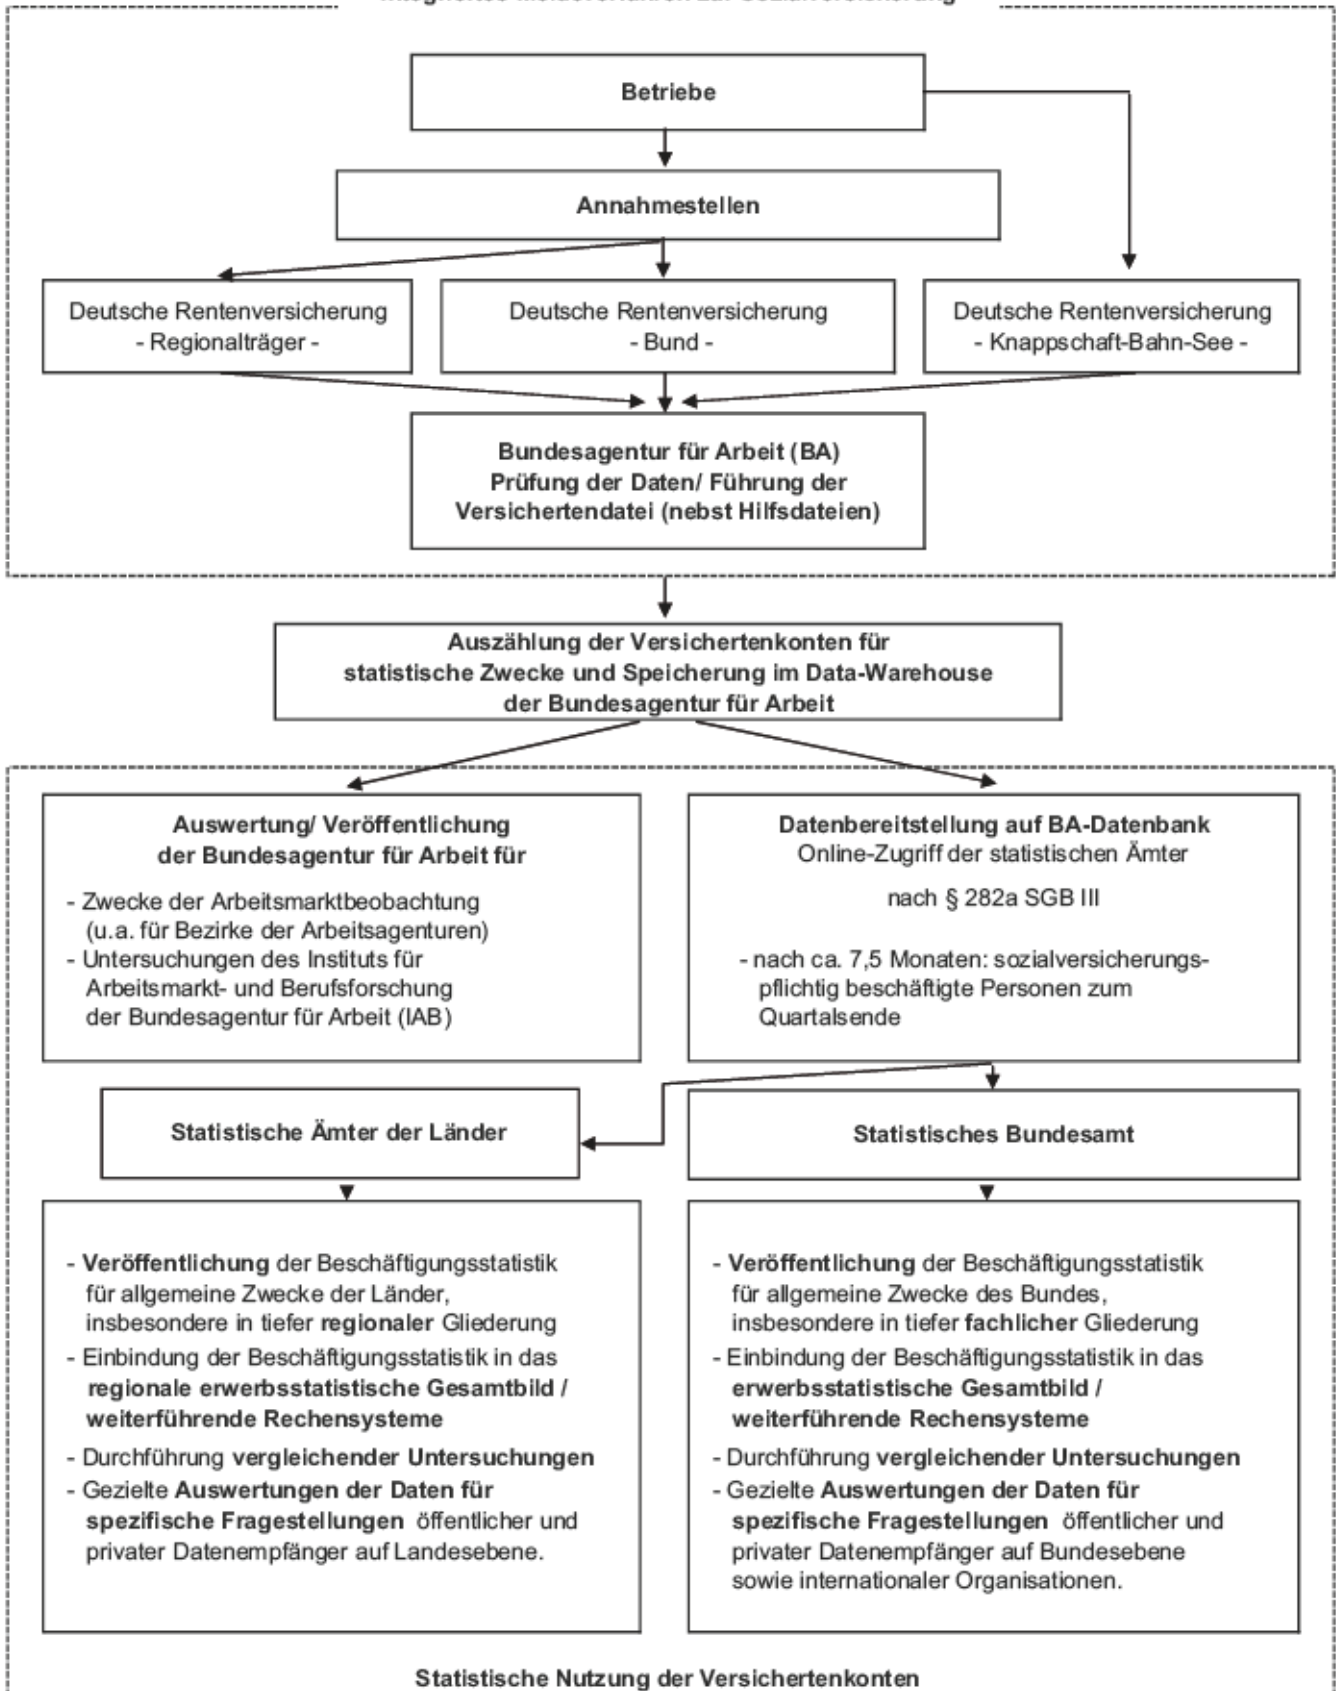 Betriebe
Annahmestellen
Deutsche Rentenversicherung
- Regionalträger -
Deutsche Rentenversicherung
- Bund -
Deutsche Rentenversicherung
- Knappschaft-Bahn-See -
Bundesagentur für Arbeit (BA)
Prüfung der Daten/ Führung der
Versichertendatei (nebst Hilfsdateien)
Auszählung der Versichertenkonten für
statistische Zwecke und Speicherung im Data-Warehouse
der Bundesagentur für Arbeit
Auswertung/ Veröffentlichung
der Bundesagentur für Arbeit für
- Zwecke der Arbeitsmarktbeobachtung
(u.a. für Bezirke der Arbeitsagenturen)
- Untersuchungen des Instituts für
Arbeitsmarkt- und Berufsforschung
der Bundesagentur für Arbeit (IAB)
Datenbereitstellung auf BA-Datenbank
Online-Zugriff der statistischen Ämter
nach § 282a SGB III
- nach ca. 7,5 Monaten: sozialversicherungs-
pflichtig beschäftigte Personen zum
Quartalsende
Statistische Ämter der Länder
Statistisches Bundesamt
- Veröffentlichung der Beschäftigungsstatistik
für allgemeine Zwecke der Länder,
insbesondere in tiefer regionaler Gliederung
- Einbindung der Beschäftigungsstatistik in das
regionale erwerbsstatistische Gesamtbild /
weiterführende Rechensysteme
- Durchführung vergleichender Untersuchungen
- Gezielte Auswertungen der Daten für
spezifische Fragestellungen öffentlicher und
privater Datenempfänger auf Landesebene.
- Veröffentlichung der Beschäftigungsstatistik
für allgemeine Zwecke des Bundes,
insbesondere in tiefer fachlicher Gliederung
- Einbindung der Beschäftigungsstatistik in das
erwerbsstatistische Gesamtbild /
weiterführende Rechensysteme
- Durchführung vergleichender Untersuchungen
- Gezielte Auswertungen der Daten für
spezifische Fragestellungen öffentlicher und
privater Datenempfänger auf Bundesebene
sowie internationaler Organisationen.
Statistische Nutzung der Versichertenkonten